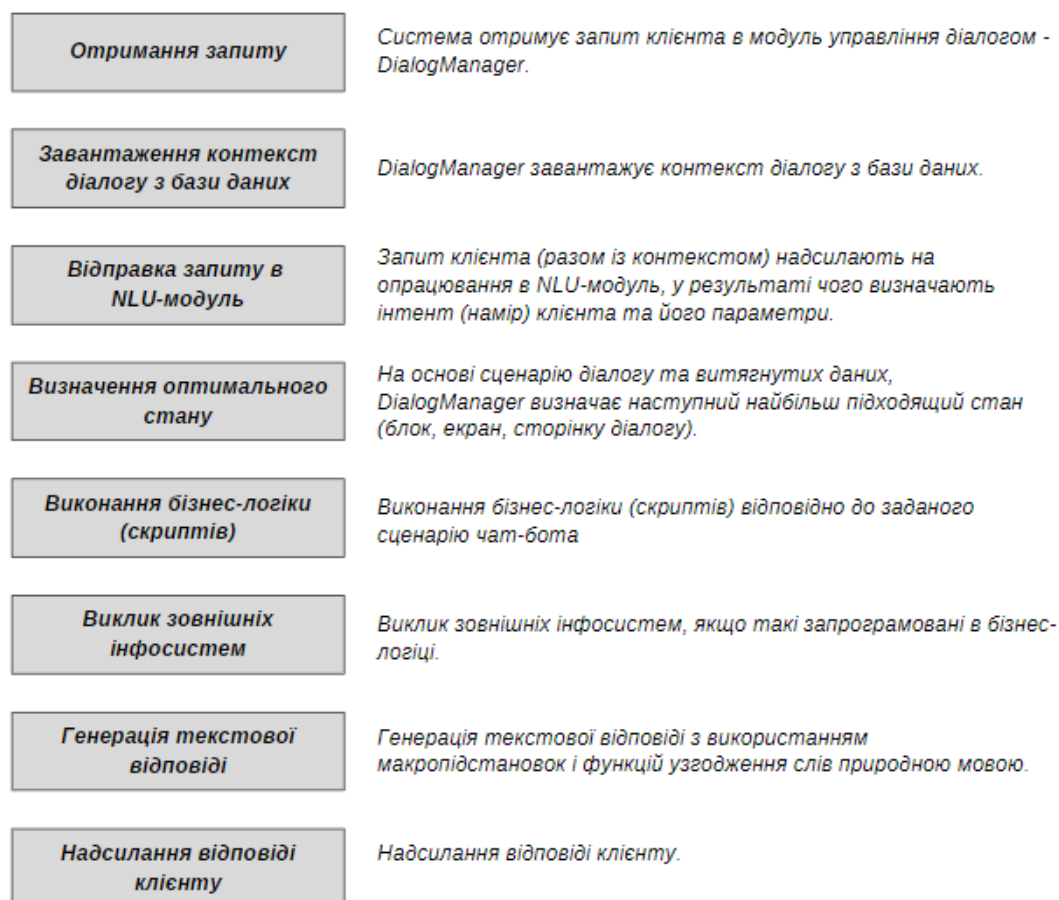 Отримання запиту
Система отримує запит клієнта в модуль управління діалогом -
DialogManager.
Завантаження контекст
діалогу з бази даних
DialogManager завантажує контекст діалогу з бази даних.
Відправка запиту в
NLU-модуль
Запит клієнта (разом із контекстом) надсилають на
опрацювання в NLU-модуль, у результаті чого визначають
інтент (намір) клієнта та його параметри.
Визначення оптимального
стану
На основі сценарію діалогу та витягнутих даних,
DialogManager визначає наступний найбільш підходящий стан
(блок, екран, сторінку діалогу).
Виконання бізнес-логіки
(скриптів)
Виконання бізнес-логіки (скриптів) відповідно до заданого
сценарію чат-бота
Виклик зовнішніх
інфосистем
Виклик зовнішніх інфосистем, якщо такі запрограмовані в бізнес-
логіці.
Генерація текстової
відповіді
Генерація текстової відповіді з використанням
макропідстановок і функцій узгодження слів природною мовою.
Надсилання відповіді
клієнту
Надсилання відповіді клієнту.